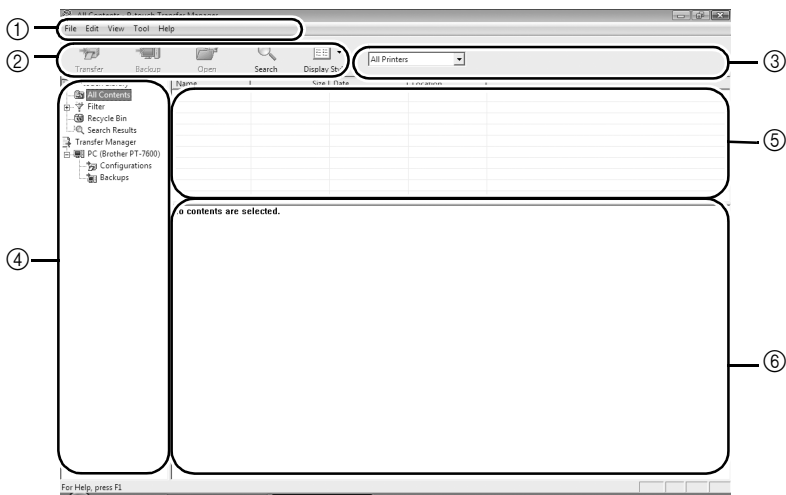 All Contents - P-touch Transfer Manager
①
File Edit View Tool Help
②
Transfer Backup Open Search Display Sty
All Printers
③
Library
Name Size Date Location
All Contents
Filter
Recycle Bin
Search Results
Transfer Manager
PC (Brother PT-7600)
Configurations
Backups
④
⑤
o contents are selected.
⑥
For Help, press F1